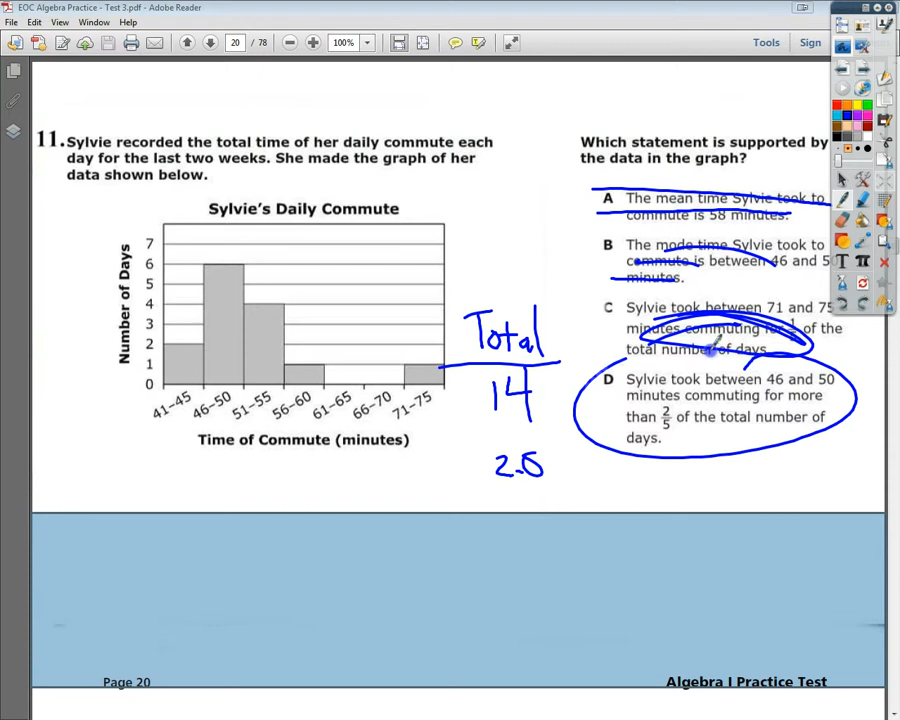 EOC Algebra Practice - Test 3.pdf - Adobe Reader
File Edit View Window Help
20 / 78 100% Tools Sign
11. Sylvie recorded the total time of her daily commute each
day for the last two weeks. She made the graph of her
data shown below.
Sylvie's Daily Commute
Number of Days
7
6
5
4
3
2
1
0
41–45 46–50 51–55 56–60 61–65 66–70 71–75
Time of Commute (minutes)
Total
14
2.8
Which statement is supported by
the data in the graph?
A The mean time Sylvie took to
commute is 58 minutes.
B The mode time Sylvie took to
commute is between 46 and 50
minutes.
C Sylvie took between 71 and 75
minutes commuting for of the
total number of days.
D Sylvie took between 46 and 50
minutes commuting for more
than 2/5 of the total number of
days.
Page 20
Algebra I Practice Test